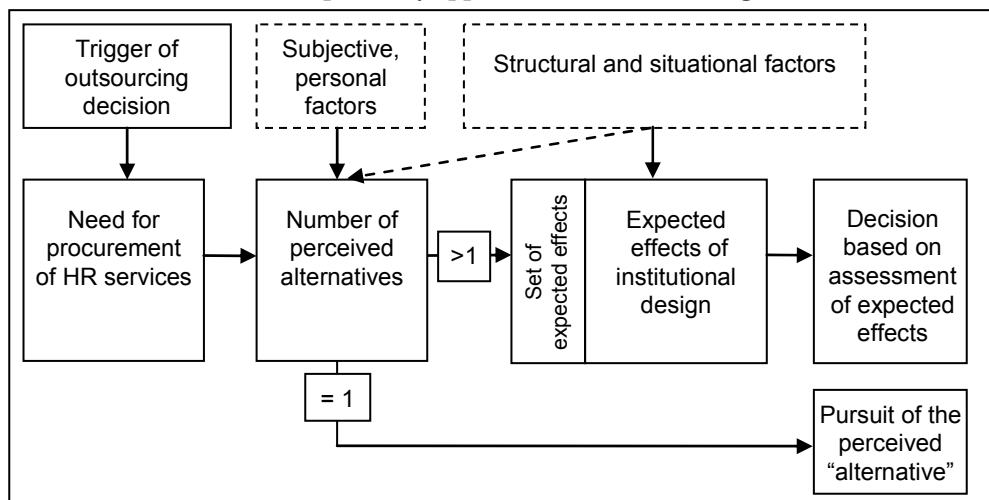 Trigger of
outsourcing
decision
Subjective,
personal
factors
Structural and situational factors
Need for
procurement
of HR services
Number of
perceived
alternatives
>1
Set of
expected effects
Expected
effects of
institutional
design
Decision
based on
assessment
of expected
effects
= 1
Pursuit of the
perceived
“alternative”